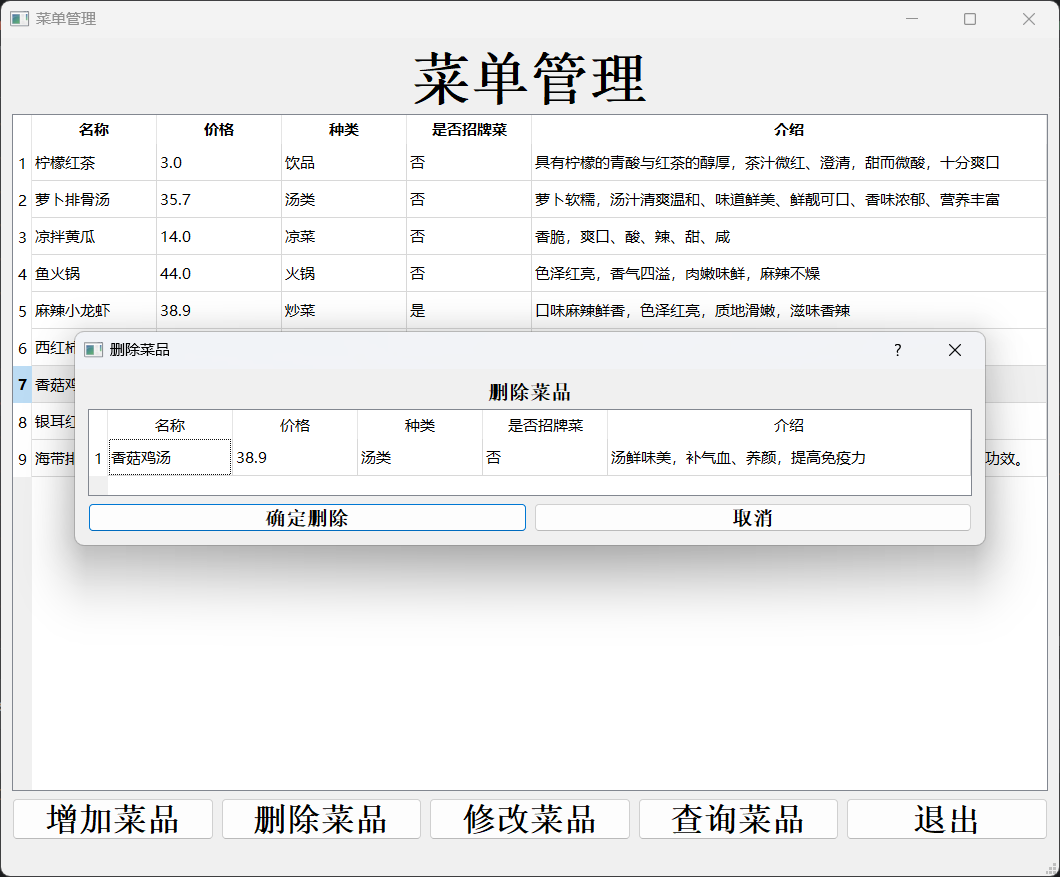 菜单管理
菜单管理
名称 价格 种类 是否招牌菜 介绍
1 柠檬红茶 3.0 饮品 否 具有柠檬的青酸与红茶的醇厚，茶汁微红、澄清，甜而微酸，十分爽口
2 萝卜排骨汤 35.7 汤类 否 萝卜软糯，汤汁清爽温和、味道鲜美、鲜靓可口、香味浓郁、营养丰富
3 凉拌黄瓜 14.0 凉菜 否 香脆，爽口、酸、辣、甜、咸
4 鱼火锅 44.0 火锅 否 色泽红亮，香气四溢，肉嫩味鲜，麻辣不燥
5 麻辣小龙虾 38.9 炒菜 是 口味麻辣鲜香，色泽红亮，质地滑嫩，滋味香辣
6 西红柿
7 香菇鸡
8 银耳红
9 海带排 功效。
删除菜品
?
删除菜品
名称 价格 种类 是否招牌菜 介绍
1 香菇鸡汤 38.9 汤类 否 汤鲜味美，补气血、养颜，提高免疫力
确定删除 取消
增加菜品 删除菜品 修改菜品 查询菜品 退出